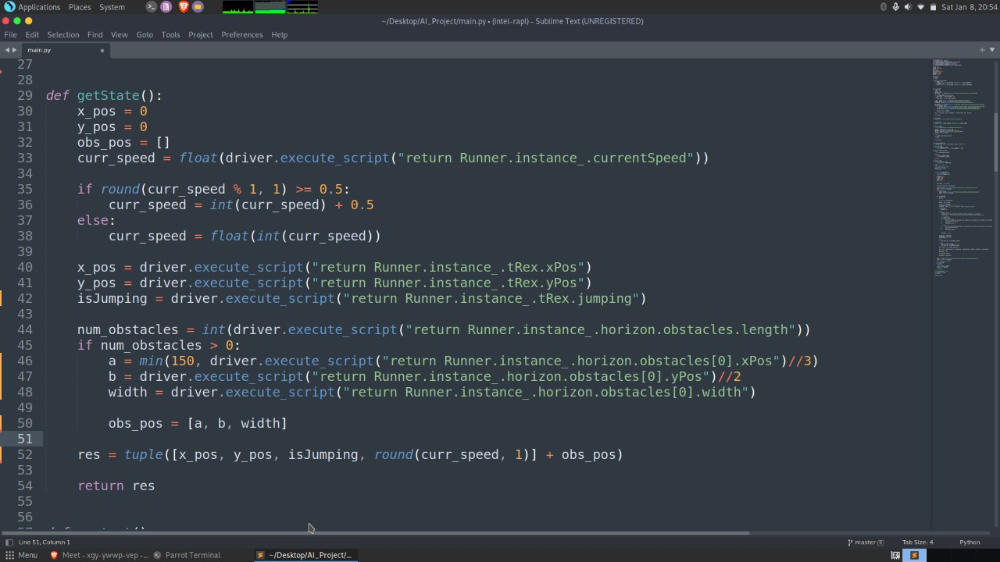 Applications Places System
Sat Jan 8, 20:54
~/Desktop/AI_Project/main.py • (intel-rapl) - Sublime Text (UNREGISTERED)
File Edit Selection Find View Goto Tools Project Preferences Help
main.py
27
28
29 def getState():
30 x_pos = 0
31 y_pos = 0
32 obs_pos = []
33 curr_speed = float(driver.execute_script("return Runner.instance_.currentSpeed"))
34
35 if round(curr_speed % 1, 1) >= 0.5:
36 curr_speed = int(curr_speed) + 0.5
37 else:
38 curr_speed = float(int(curr_speed))
39
40 x_pos = driver.execute_script("return Runner.instance_.tRex.xPos")
41 y_pos = driver.execute_script("return Runner.instance_.tRex.yPos")
42 isJumping = driver.execute_script("return Runner.instance_.tRex.jumping")
43
44 num_obstacles = int(driver.execute_script("return Runner.instance_.horizon.obstacles.length"))
45 if num_obstacles > 0:
46 a = min(150, driver.execute_script("return Runner.instance_.horizon.obstacles[0].xPos")//3)
47 b = driver.execute_script("return Runner.instance_.horizon.obstacles[0].yPos")//2
48 width = driver.execute_script("return Runner.instance_.horizon.obstacles[0].width")
49
50 obs_pos = [a, b, width]
51
52 res = tuple([x_pos, y_pos, isJumping, round(curr_speed, 1)] + obs_pos)
53
54 return res
55
56
Line 51, Column 1
master (6) Tab Size: 4 Python
Menu Meet - xgy-ywwp-vep -... Parrot Terminal ~/Desktop/AI_Project/...